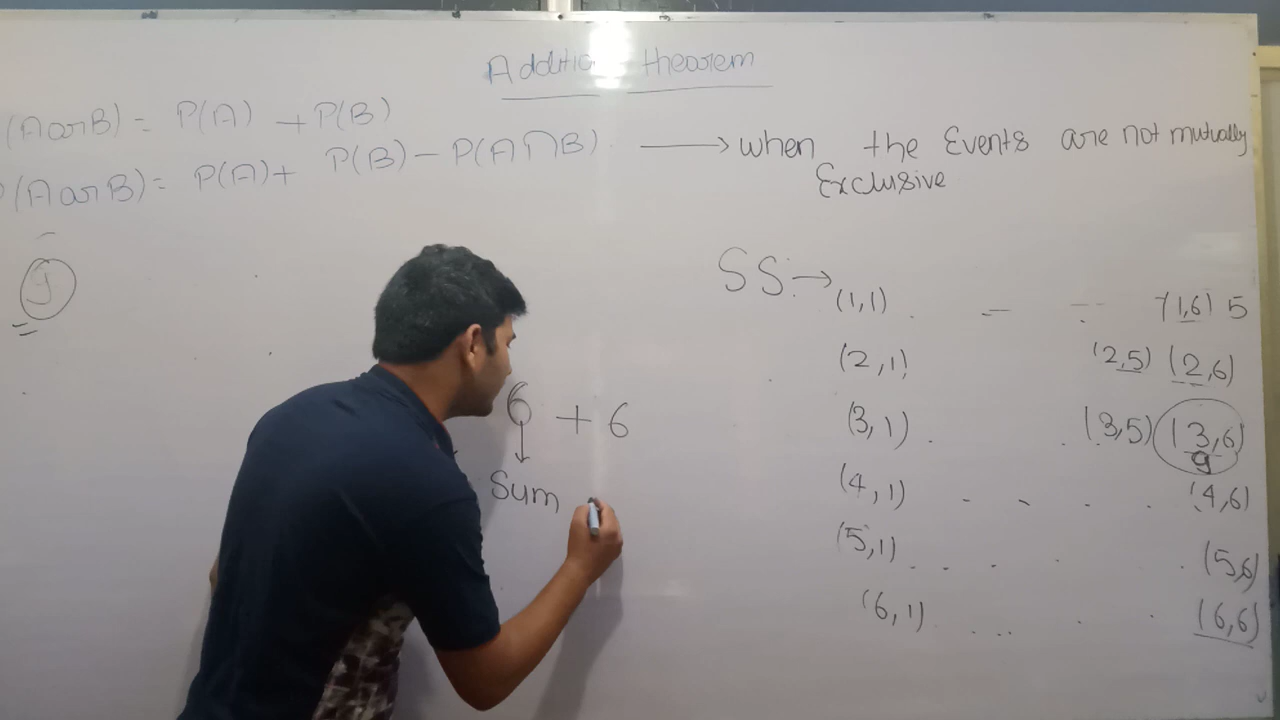 Addition theorem
(A or B) = P(A) + P(B)
P(A or B) = P(A) + P(B) - P(A∩B) → when the Events are not mutually
Exclusive
SS: → (1,1) . - -- (1,6) 5
(2,1) (2,5) (2,6)
6 + 6 (3,1) . . (3,5) (3,6)
9
↓
Sum (4,1) - - . . (4,6)
(5,1) . . . . . (5,6)
(6,1) . . . . . (6,6)